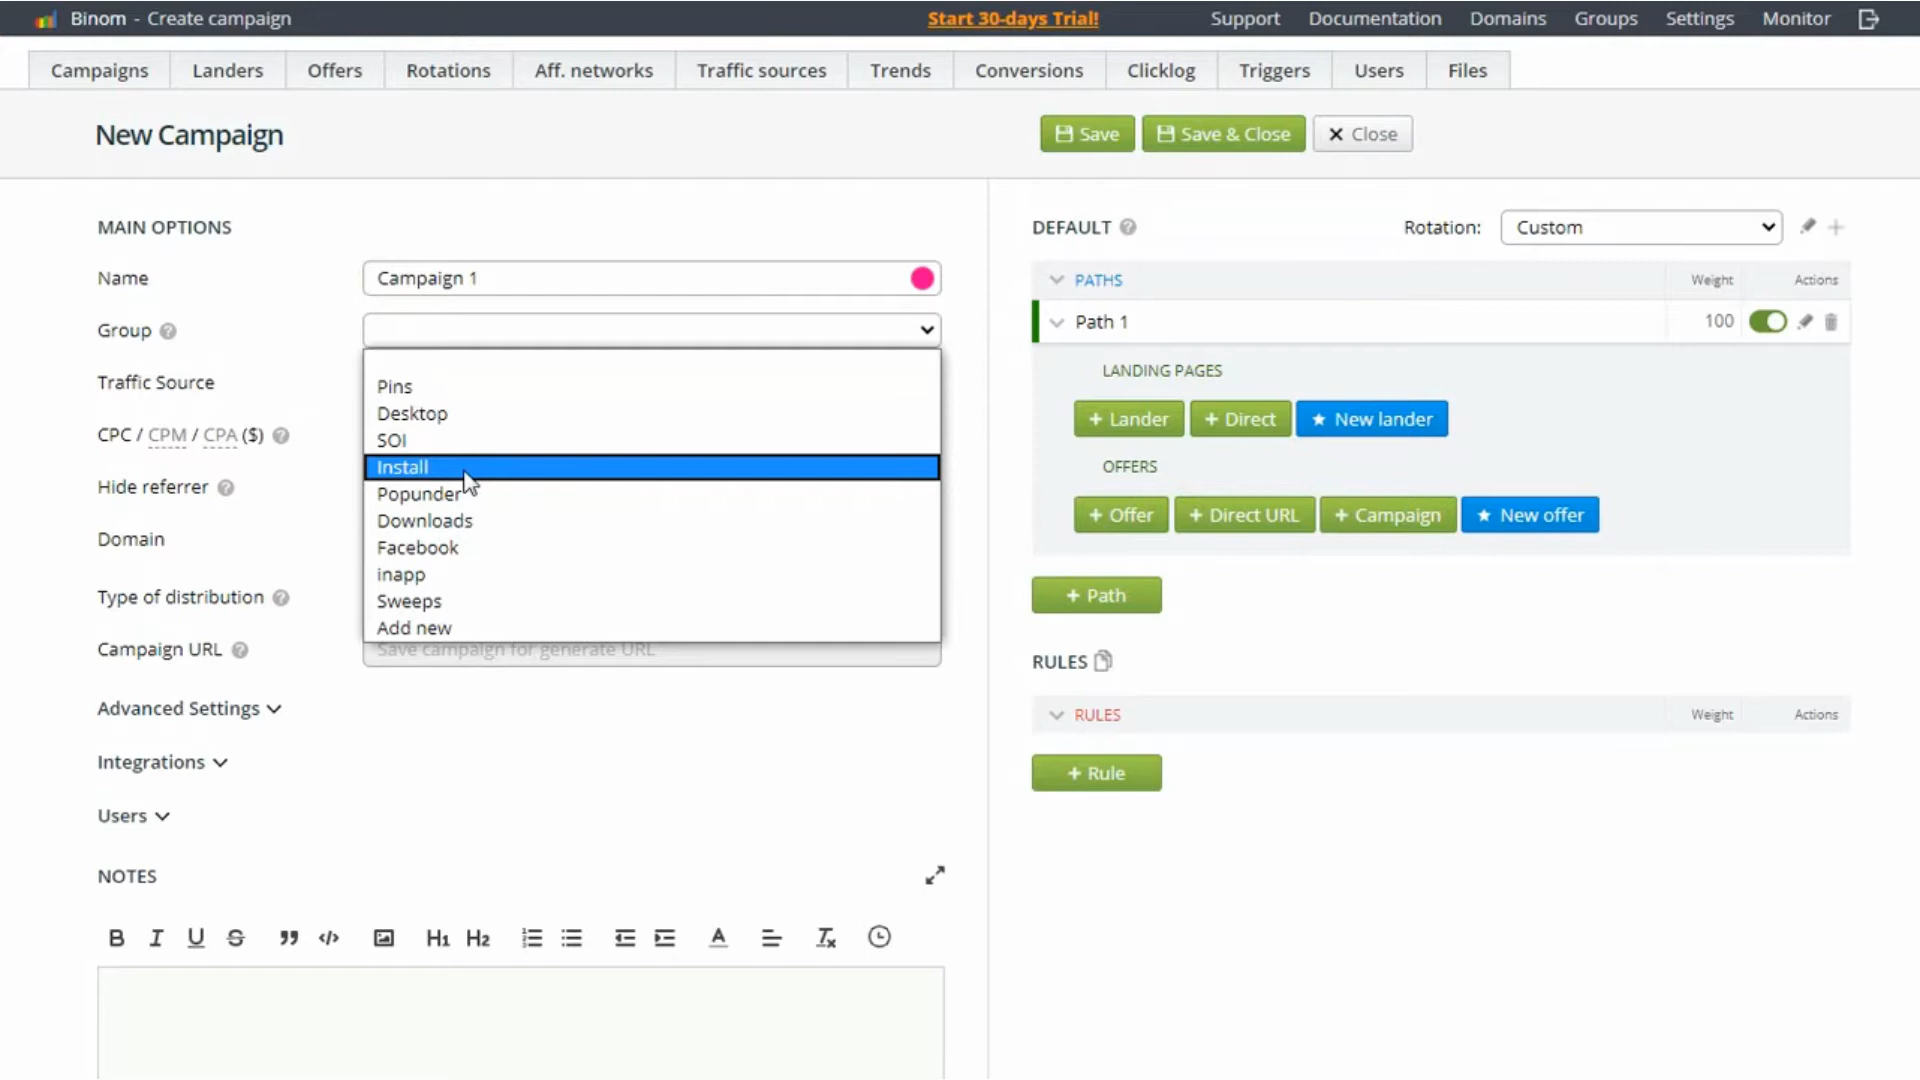 Binom - Create campaign Start 30-days Trial! Support Documentation Domains Groups Settings Monitor
Campaigns Landers Offers Rotations Aff. networks Traffic sources Trends Conversions Clicklog Triggers Users Files
New Campaign Save Save & Close Close
MAIN OPTIONS
Name Campaign 1
Group
Traffic Source
CPC / CPM / CPA ($)
Hide referrer
Domain
Type of distribution
Campaign URL Save campaign for generate URL
Pins
Desktop
SOI
Install
Popunder
Downloads
Facebook
inapp
Sweeps
Add new
Advanced Settings
Integrations
Users
NOTES
B I U S H1 H2 A Tx
DEFAULT Rotation: Custom
PATHS Weight Actions
Path 1 100
LANDING PAGES
+ Lander + Direct New lander
OFFERS
+ Offer + Direct URL + Campaign New offer
+ Path
RULES
RULES Weight Actions
+ Rule